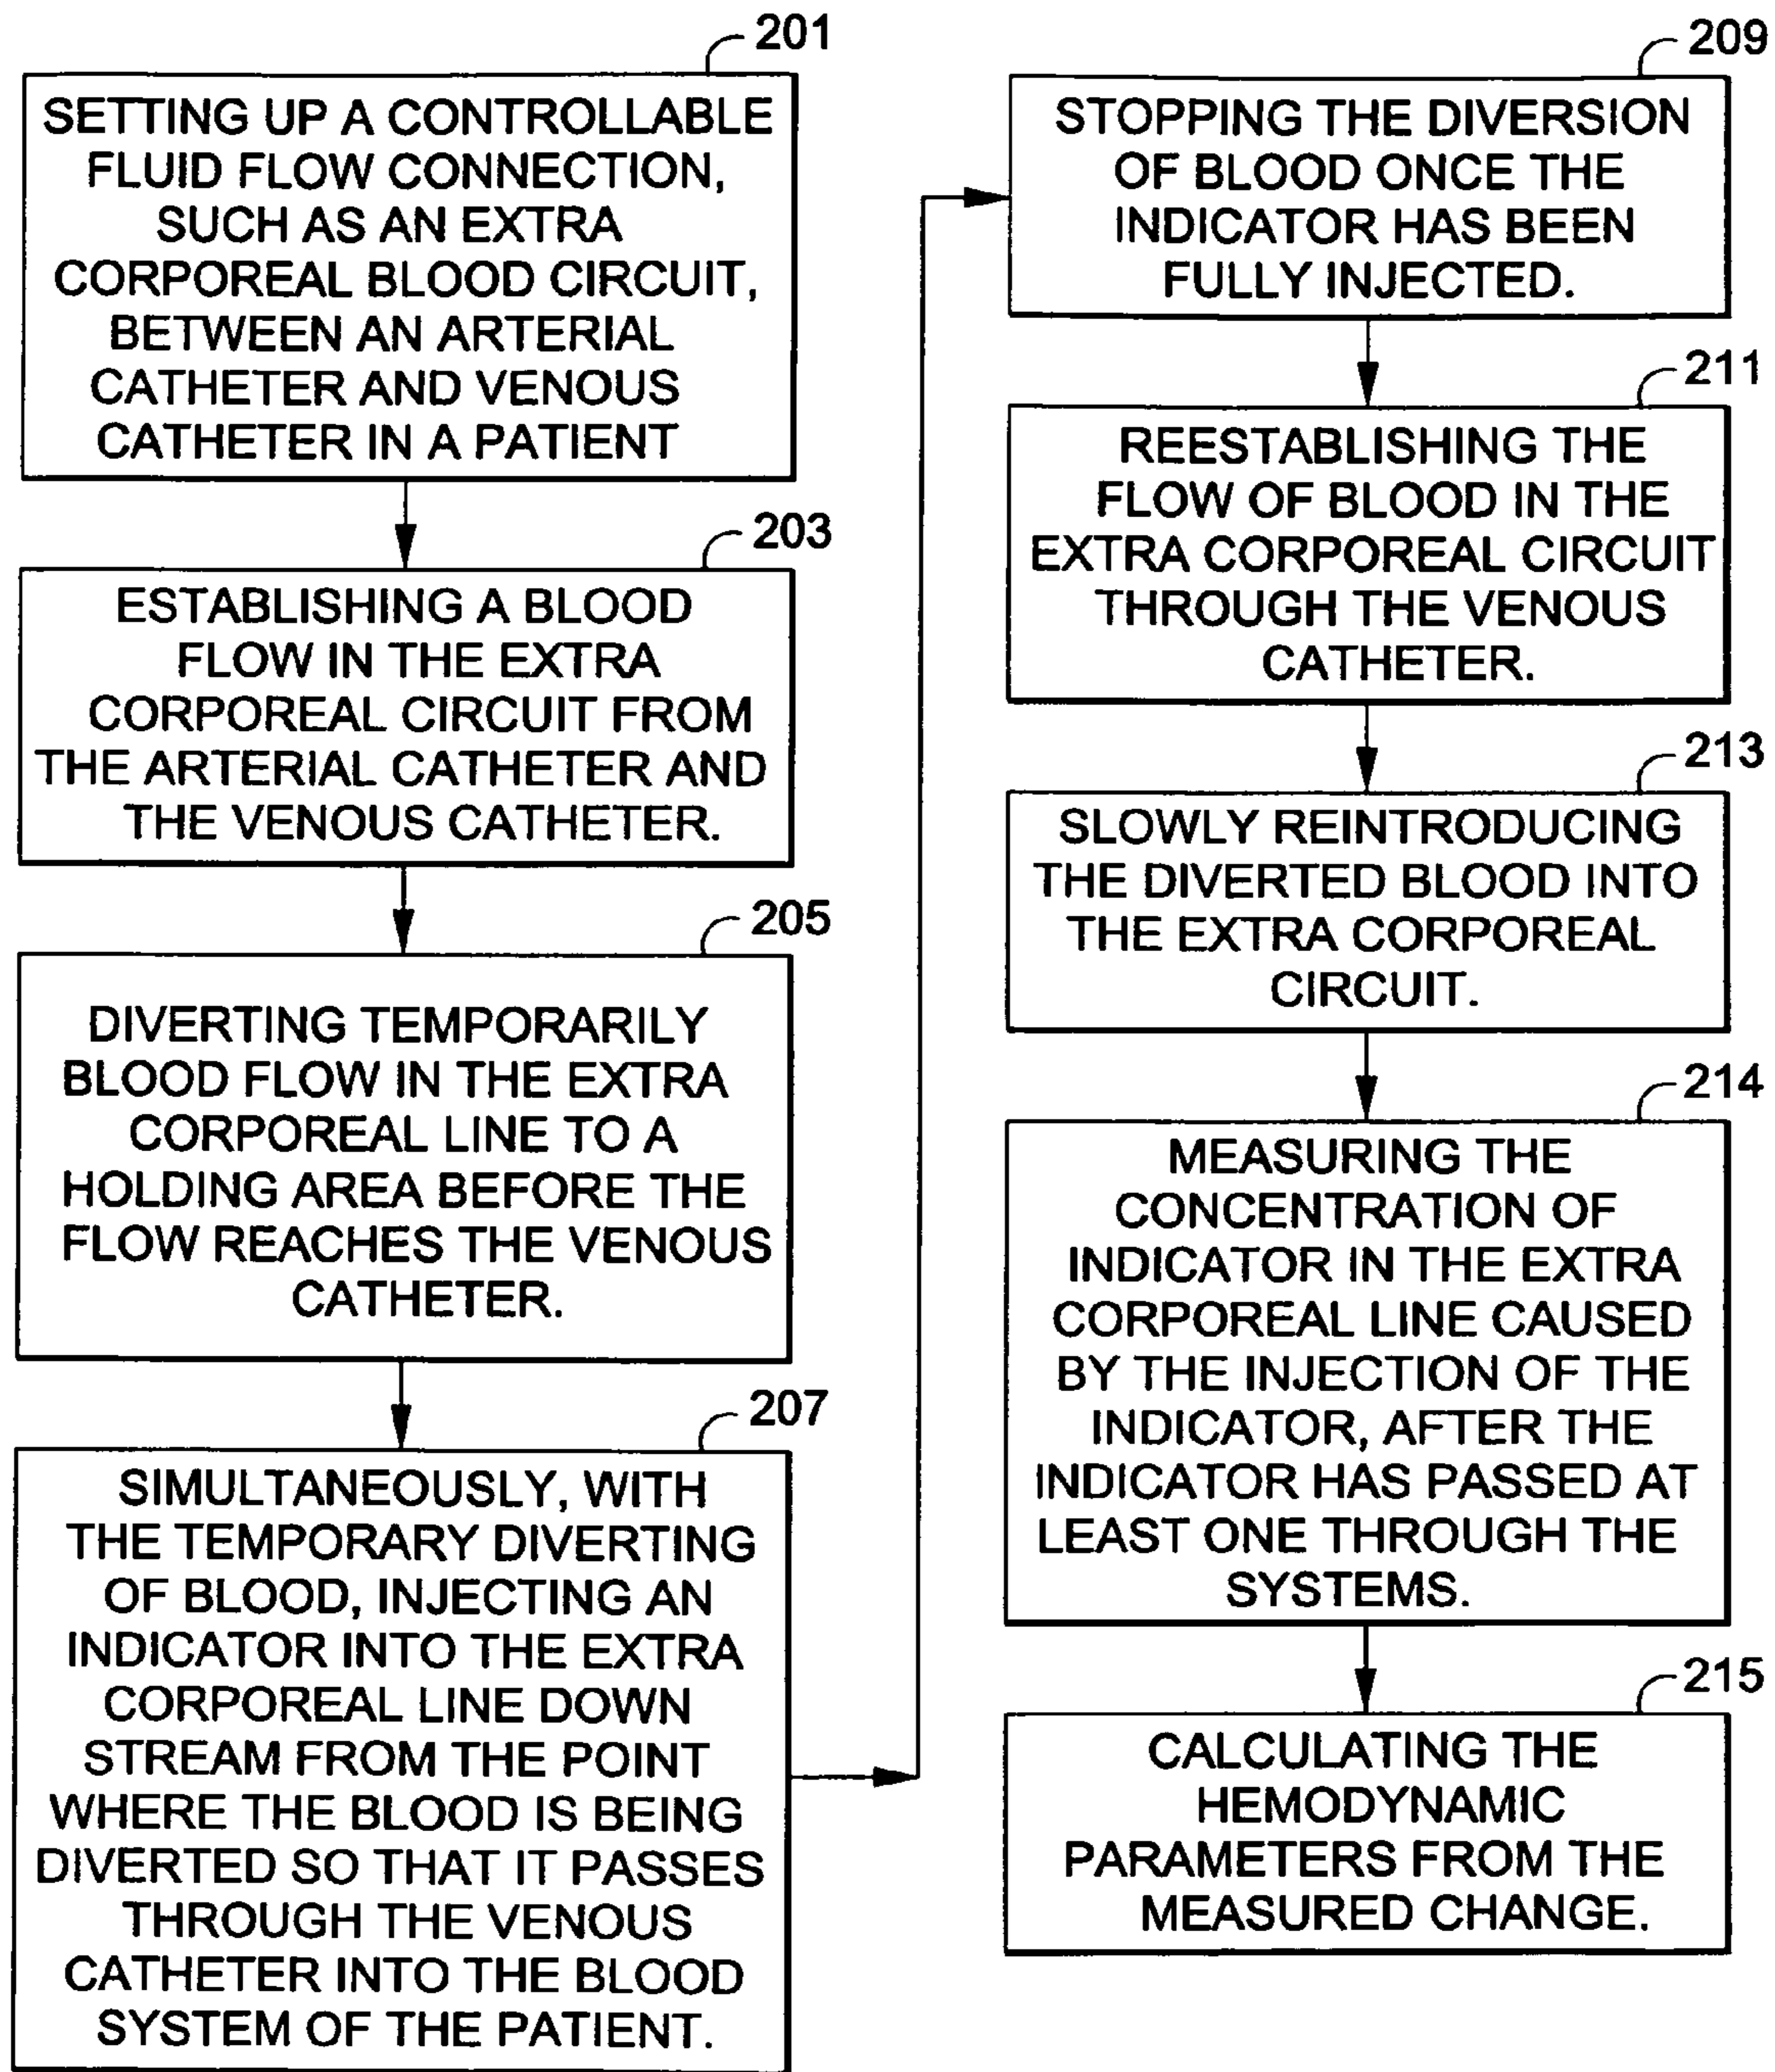 201
SETTING UP A CONTROLLABLE
FLUID FLOW CONNECTION,
SUCH AS AN EXTRA
CORPOREAL BLOOD CIRCUIT,
BETWEEN AN ARTERIAL
CATHETER AND VENOUS
CATHETER IN A PATIENT
203
ESTABLISHING A BLOOD
FLOW IN THE EXTRA
CORPOREAL CIRCUIT FROM
THE ARTERIAL CATHETER AND
THE VENOUS CATHETER.
205
DIVERTING TEMPORARILY
BLOOD FLOW IN THE EXTRA
CORPOREAL LINE TO A
HOLDING AREA BEFORE THE
FLOW REACHES THE VENOUS
CATHETER.
207
SIMULTANEOUSLY, WITH
THE TEMPORARY DIVERTING
OF BLOOD, INJECTING AN
INDICATOR INTO THE EXTRA
CORPOREAL LINE DOWN
STREAM FROM THE POINT
WHERE THE BLOOD IS BEING
DIVERTED SO THAT IT PASSES
THROUGH THE VENOUS
CATHETER INTO THE BLOOD
SYSTEM OF THE PATIENT.
209
STOPPING THE DIVERSION
OF BLOOD ONCE THE
INDICATOR HAS BEEN
FULLY INJECTED.
211
REESTABLISHING THE
FLOW OF BLOOD IN THE
EXTRA CORPOREAL CIRCUIT
THROUGH THE VENOUS
CATHETER.
213
SLOWLY REINTRODUCING
THE DIVERTED BLOOD INTO
THE EXTRA CORPOREAL
CIRCUIT.
214
MEASURING THE
CONCENTRATION OF
INDICATOR IN THE EXTRA
CORPOREAL LINE CAUSED
BY THE INJECTION OF THE
INDICATOR, AFTER THE
INDICATOR HAS PASSED AT
LEAST ONE THROUGH THE
SYSTEMS.
215
CALCULATING THE
HEMODYNAMIC
PARAMETERS FROM THE
MEASURED CHANGE.